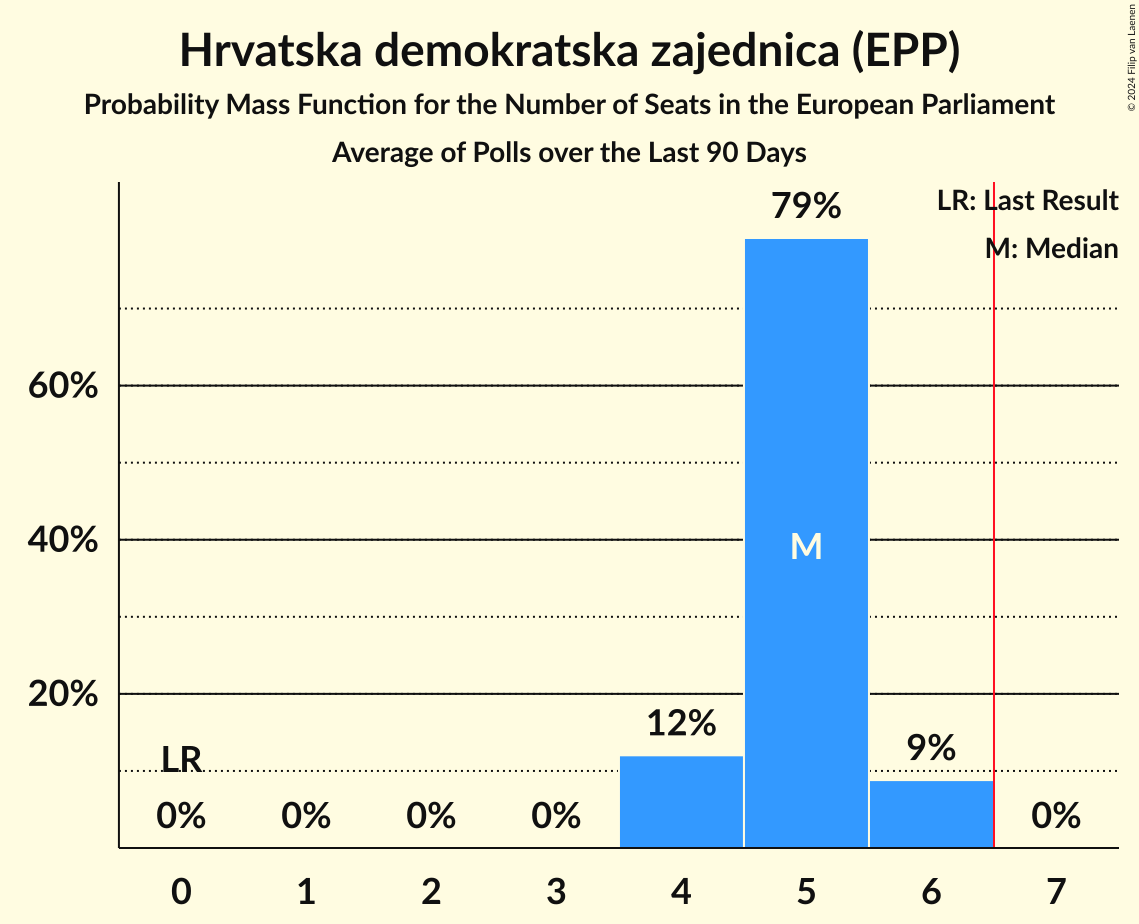 Hrvatska demokratska zajednica (EPP)
Probability Mass Function for the Number of Seats in the European Parliament
Average of Polls over the Last 90 Days
© 2024 Filip van Laenen
LR: Last Result
M: Median
79%
60%
40%
M
20%
12%
9%
LR
0% 0% 0% 0% 0%
0 1 2 3 4 5 6 7